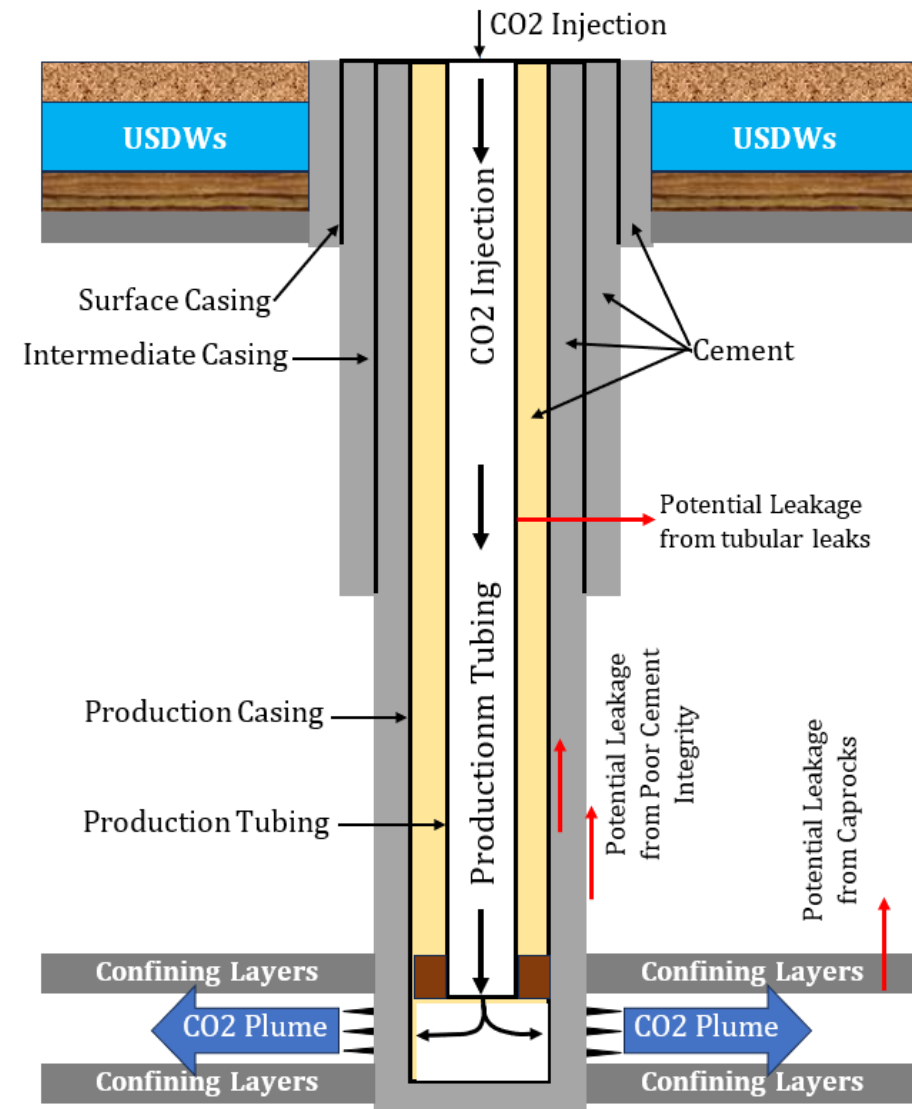 CO2 Injection
USDWs
USDWs
CO2 Injection
Surface Casing
Intermediate Casing
Cement
Potential Leakage
from tubular leaks
Productionm Tubing
Production Casing
Production Tubing
Potential Leakage
from Poor Cement
Integrity
Potential Leakage
from Caprocks
Confining Layers
Confining Layers
CO2 Plume
CO2 Plume
Confining Layers
Confining Layers